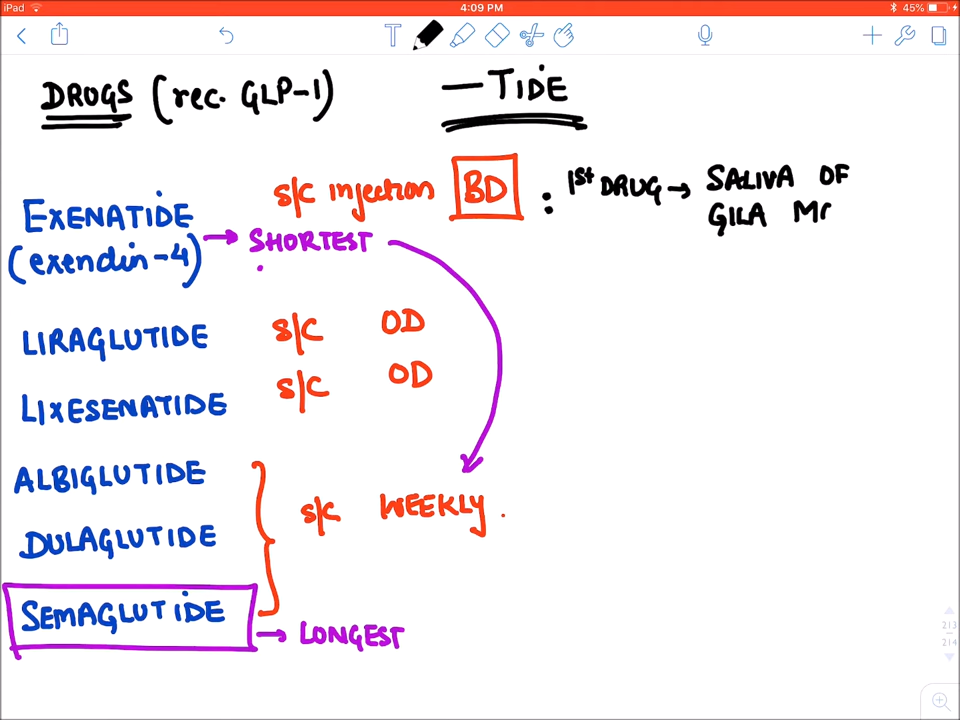 iPad
4:09 PM
45%
T
DRUGS (rec. GLP-1)
—TIDE
EXENATIDE
(exendin-4)
S/C injection BD
: 1st DRUG → SALIVA OF
GILA Mo
→ SHORTEST
LIRAGLUTIDE S/C OD
LIXESENATIDE S/C OD
ALBIGLUTIDE
DULAGLUTIDE
S/C WEEKLY.
SEMAGLUTIDE
→ LONGEST
213
214